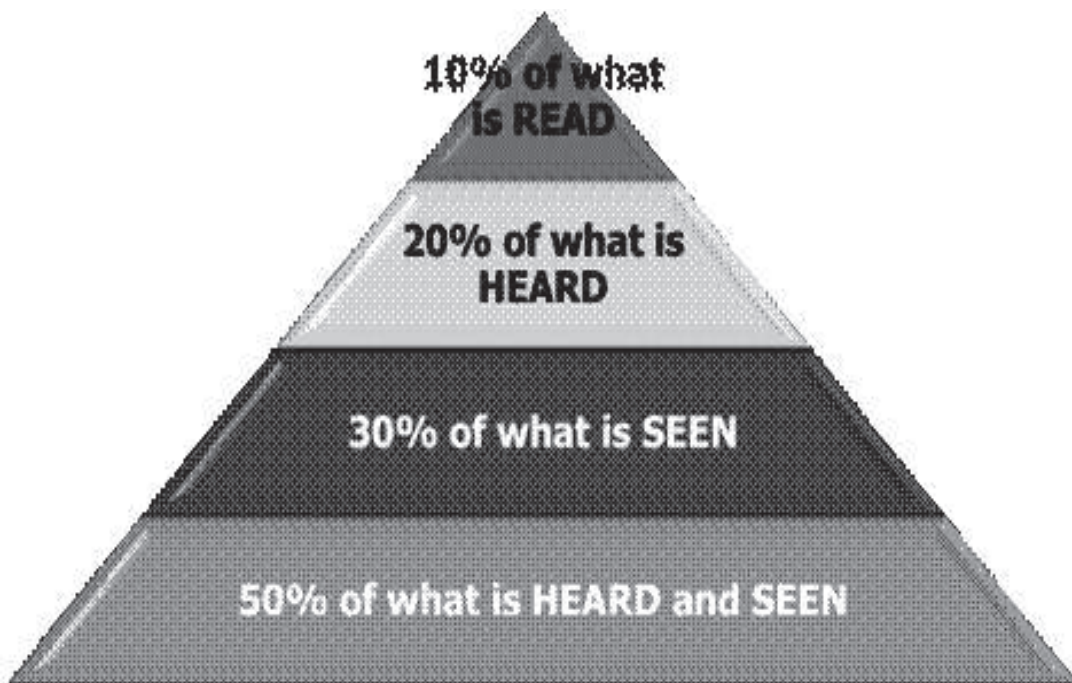 10% of what
is READ
20% of what is
HEARD
30% of what is SEEN
50% of what is HEARD and SEEN